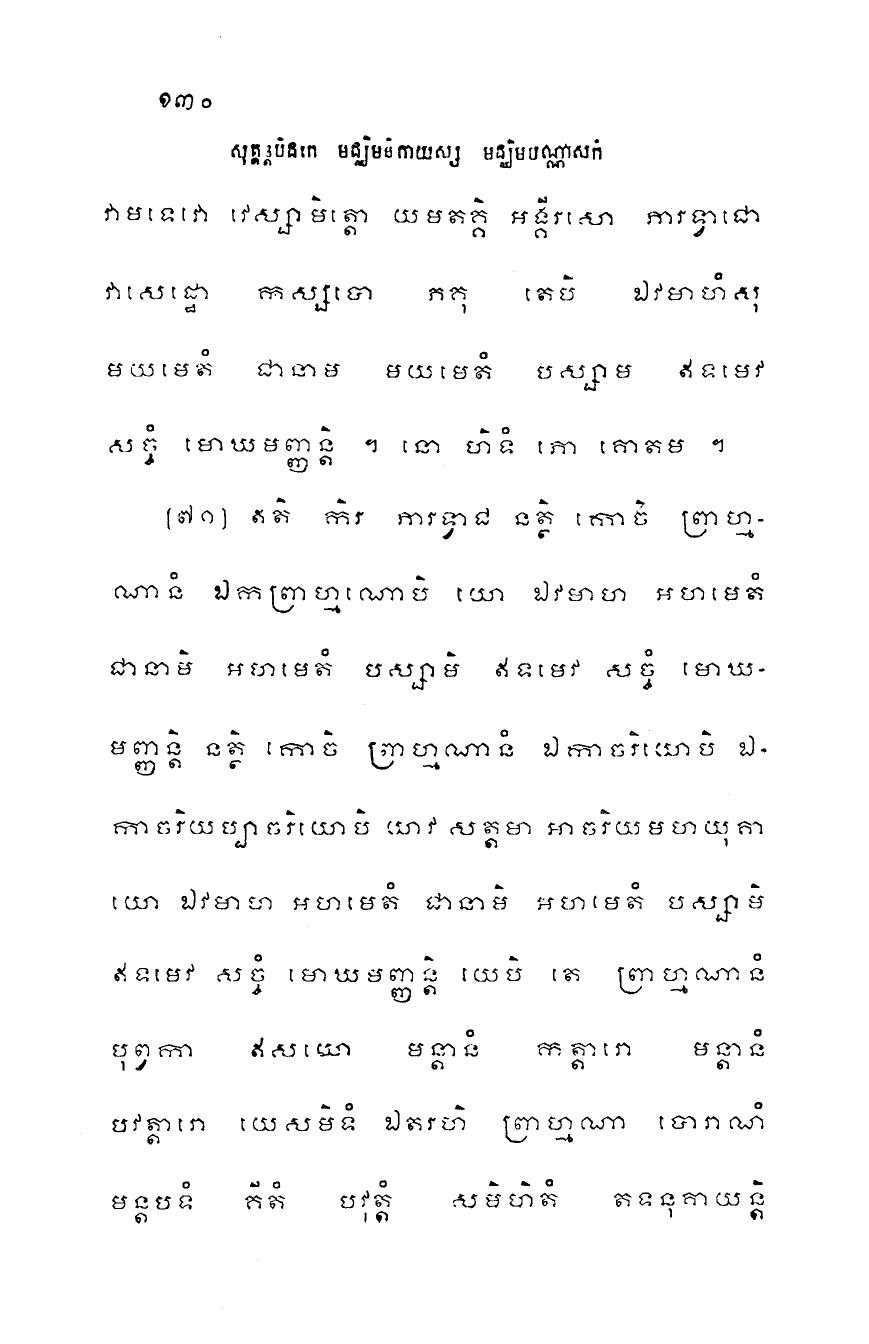 ១៣០
សុត្តន្តបិដកេ មជ្ឈិមនិកាយស្ស មជ្ឈិមបណ្ណាសកំ
វាមទេវោ វេស្សាមិត្តោ យមតគ្គិ អង្គីរសោ ភារទ្វាជោ
វាសេដ្ឋោ កស្សបោ ភគុ តេបិ ឯវមាហំសុ
មយមេតំ ជានាម មយមេតំ បស្សាម ឥទមេវ
សច្ចំ មោឃមញ្ញន្តិ ។ នោ ហិទំ ភោ គោតម ។
(៧១) ឥតិ កិរ ភារទ្វាជ នត្ថិ កោចិ ព្រាហ្ម-
ណានំ ឯកព្រាហ្មណោបិ យោ ឯវមាហ អហមេតំ
ជានាមិ អហមេតំ បស្សាមិ ឥទមេវ សច្ចំ មោឃ-
មញ្ញន្តិ នត្ថិ កោចិ ព្រាហ្មណានំ ឯកាចរិយោបិ ឯ-
កាចរិយប្បាចរិយោបិ យាវ សត្តមា អាចរិយមហយុគា
យោ ឯវមាហ អហមេតំ ជានាមិ អហមេតំ បស្សាមិ
ឥទមេវ សច្ចំ មោឃមញ្ញន្តិ យេបិ តេ ព្រាហ្មណានំ
បុព្វកា ឥសយោ មន្តានំ កត្តារោ មន្តានំ
បវត្តារោ យេសមិទំ ឯតរហិ ព្រាហ្មណា បោរាណំ
មន្តបទំ គីតំ បវុត្តំ សមិហិតំ តទនុគាយន្តិ